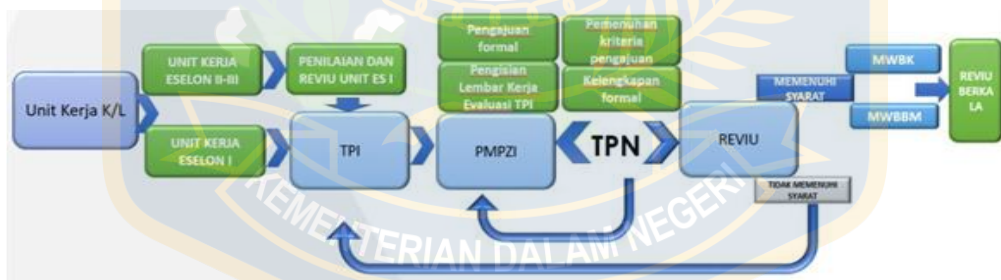 Unit Kerja K/L
UNIT KERJA
ESELON II-III
UNIT KERJA
ESELON I
PENILAIAN DAN
REVIU UNIT ES I
TPI
Pengajuan
formal
Pengisian
Lembar Kerja
Evaluasi TPI
Pemenuhan
kriteria
pengajuan
Kelengkapan
formal
PMPZI
TPN
REVIU
MEMENUHI
SYARAT
TIDAK MEMENUHI
SYARAT
MWBK
MWBBM
REVIU
BERKA
LA
KEMENTERIAN DALAM NEGERI